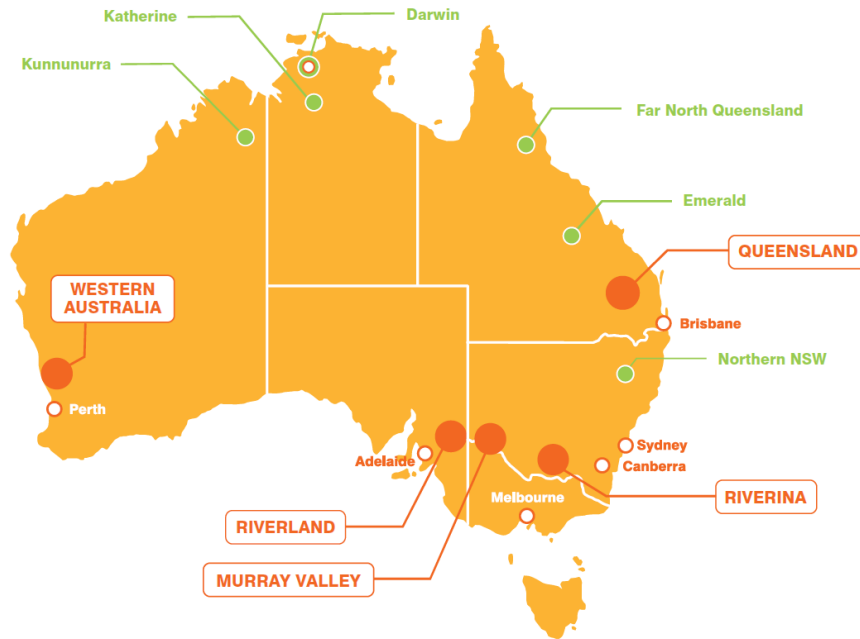 Katherine
Darwin
Kunnunurra
Far North Queensland
Emerald
QUEENSLAND
WESTERN
AUSTRALIA
Brisbane
Northern NSW
Perth
Sydney
Adelaide
Canberra
Melbourne
RIVERINA
RIVERLAND
MURRAY VALLEY